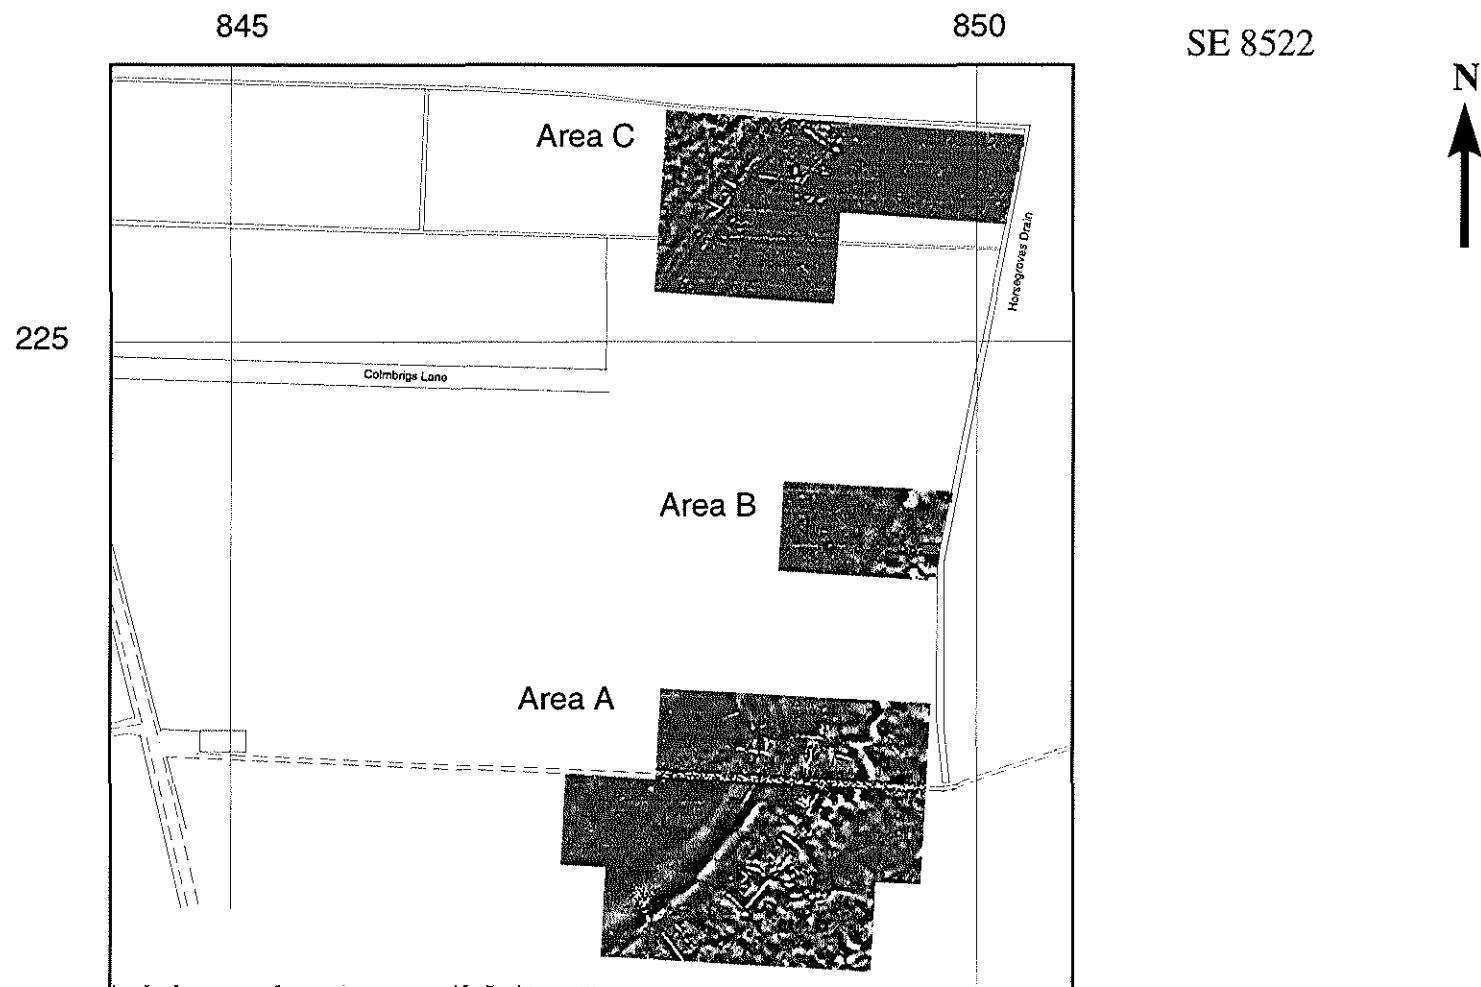 845
850
SE 8522
N
Area C
Horsegroves Drain
225
Colmbrigs Lane
Area B
Area A